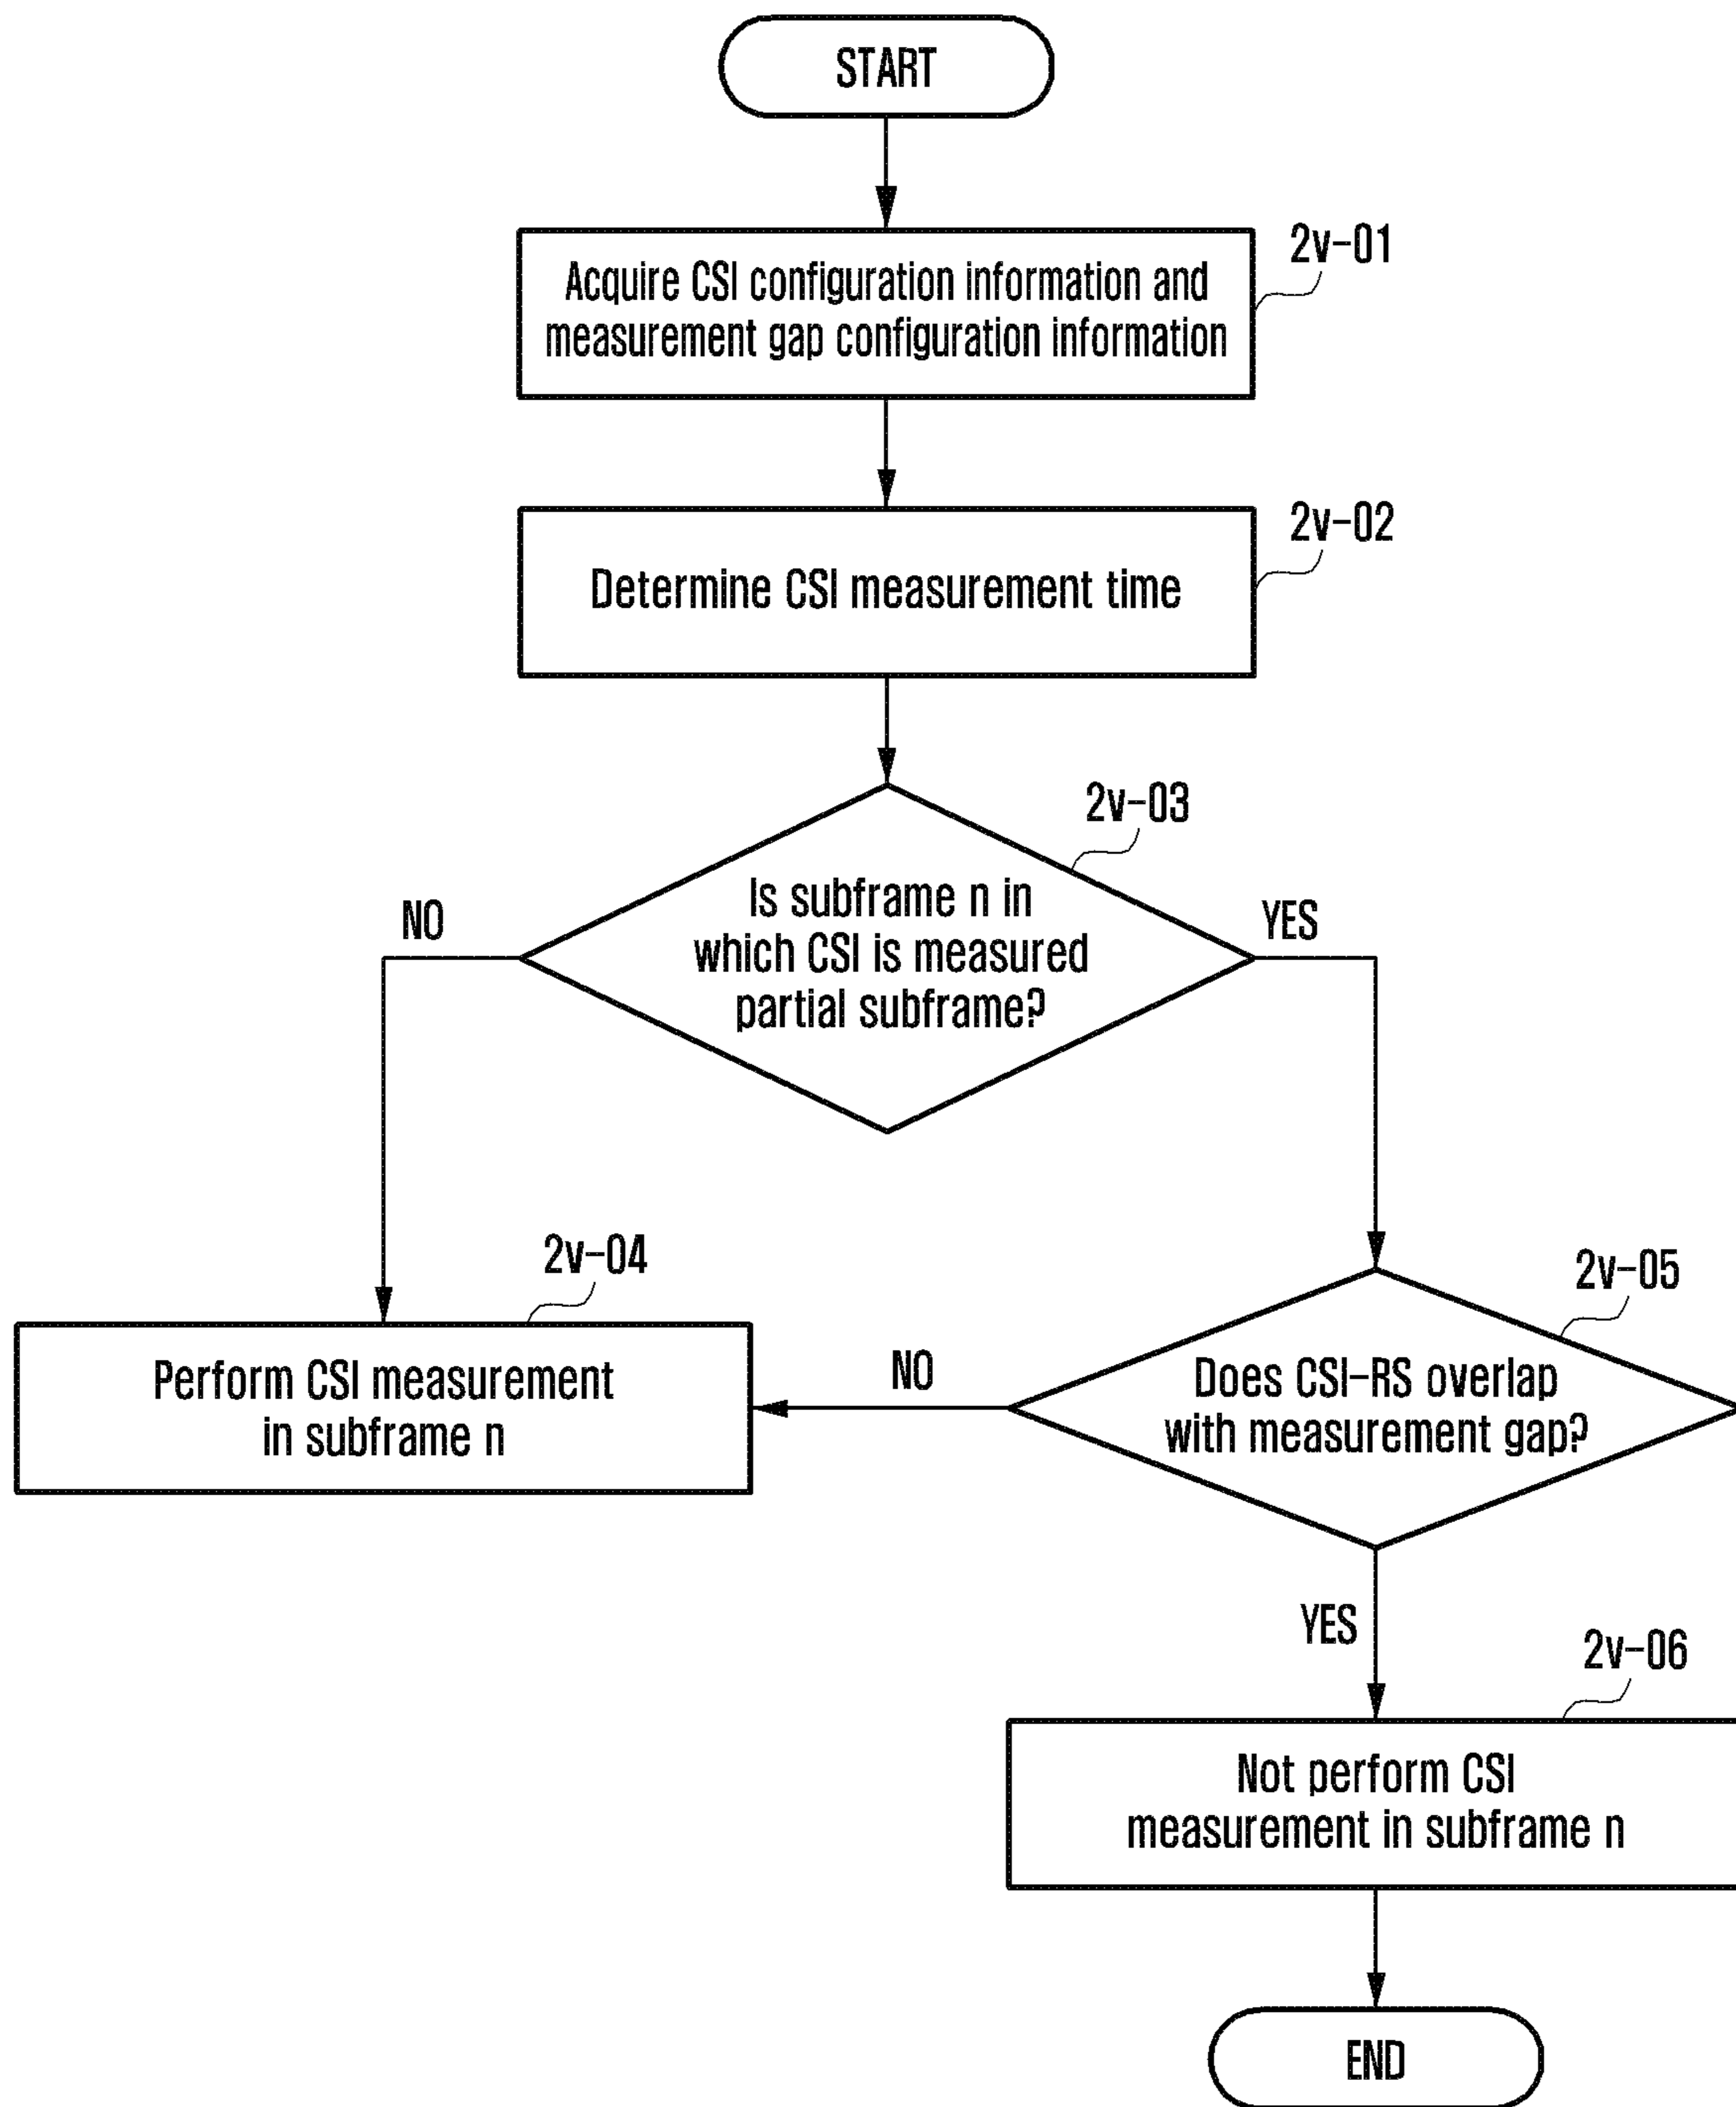 START
2v-01
Acquire CSI configuration information and
measurement gap configuration information
2v-02
Determine CSI measurement time
2v-03
Is subframe n in
which CSI is measured
partial subframe?
NO
YES
2v-04
Perform CSI measurement
in subframe n
NO
2v-05
Does CSI-RS overlap
with measurement gap?
YES
2v-06
Not perform CSI
measurement in subframe n
END